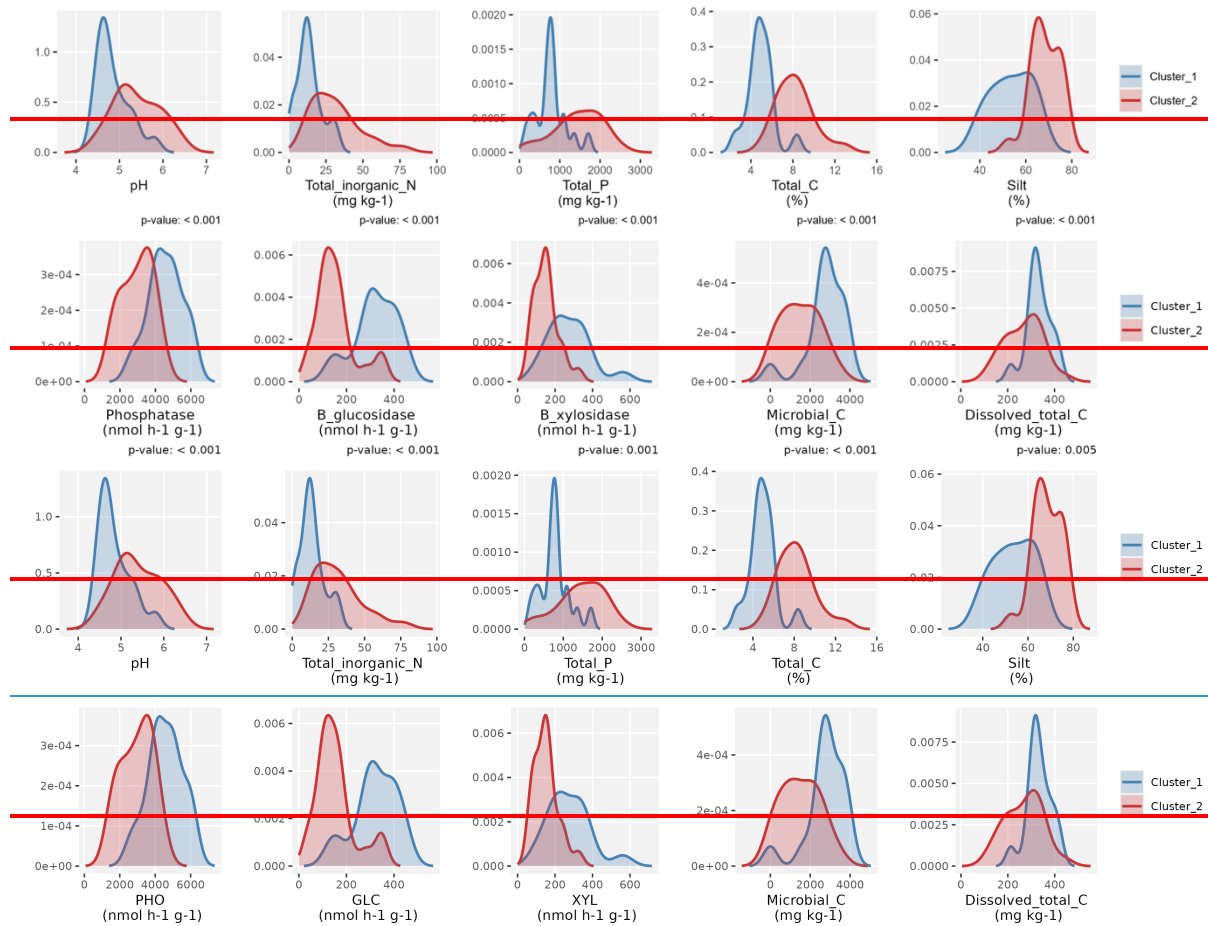 1.0
0.5
0.0
4 5 6 7
pH
0.04
0.02
0.00
0 25 50 75 100
Total_inorganic_N
(mg kg-1)
0.0020
0.0015
0.0010
0.0005
0.0000
0 1000 2000 3000
Total_P
(mg kg-1)
0.4
0.3
0.2
0.1
0.0
4 8 12 16
Total_C
(%)
0.06
0.04
0.02
0.00
40 60 80
Silt
(%)
Cluster_1
Cluster_2
p-value: < 0.001
p-value: < 0.001
p-value: < 0.001
p-value: < 0.001
p-value: < 0.001
3e-04
2e-04
1e-04
0e+00
0 2000 4000 6000
Phosphatase
(nmol h-1 g-1)
0.006
0.004
0.002
0.000
0 200 400
B_glucosidase
(nmol h-1 g-1)
0.006
0.004
0.002
0.000
0 200 400 600
B_xylosidase
(nmol h-1 g-1)
4e-04
2e-04
0e+00
0 2000 4000
Microbial_C
(mg kg-1)
0.0075
0.0050
0.0025
0.0000
0 200 400
Dissolved_total_C
(mg kg-1)
Cluster_1
Cluster_2
p-value: < 0.001
p-value: < 0.001
p-value: 0.001
p-value: < 0.001
p-value: 0.005
1.0
0.5
0.0
4 5 6 7
pH
0.04
0.02
0.00
0 25 50 75 100
Total_inorganic_N
(mg kg-1)
0.0020
0.0015
0.0010
0.0005
0.0000
0 1000 2000 3000
Total_P
(mg kg-1)
0.4
0.3
0.2
0.1
0.0
4 8 12 16
Total_C
(%)
0.06
0.04
0.02
0.00
40 60 80
Silt
(%)
Cluster_1
Cluster_2
3e-04
2e-04
1e-04
0e+00
0 2000 4000 6000
PHO
(nmol h-1 g-1)
0.006
0.004
0.002
0.000
0 200 400
GLC
(nmol h-1 g-1)
0.006
0.004
0.002
0.000
0 200 400 600
XYL
(nmol h-1 g-1)
4e-04
2e-04
0e+00
0 2000 4000
Microbial_C
(mg kg-1)
0.0075
0.0050
0.0025
0.0000
0 200 400
Dissolved_total_C
(mg kg-1)
Cluster_1
Cluster_2